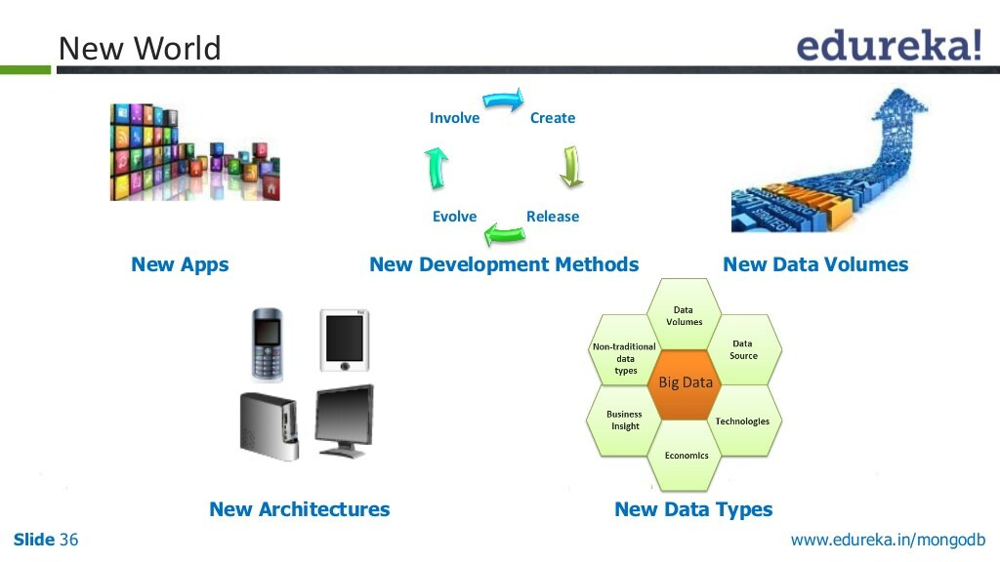 New World
edureka!
Involve
Create
Evolve
Release
New Apps
New Development Methods
New Data Volumes
Data
Volumes
Non-traditional
data
types
Data
Source
Big Data
Business
Insight
Technologies
Economics
New Architectures
New Data Types
Slide 36
www.edureka.in/mongodb